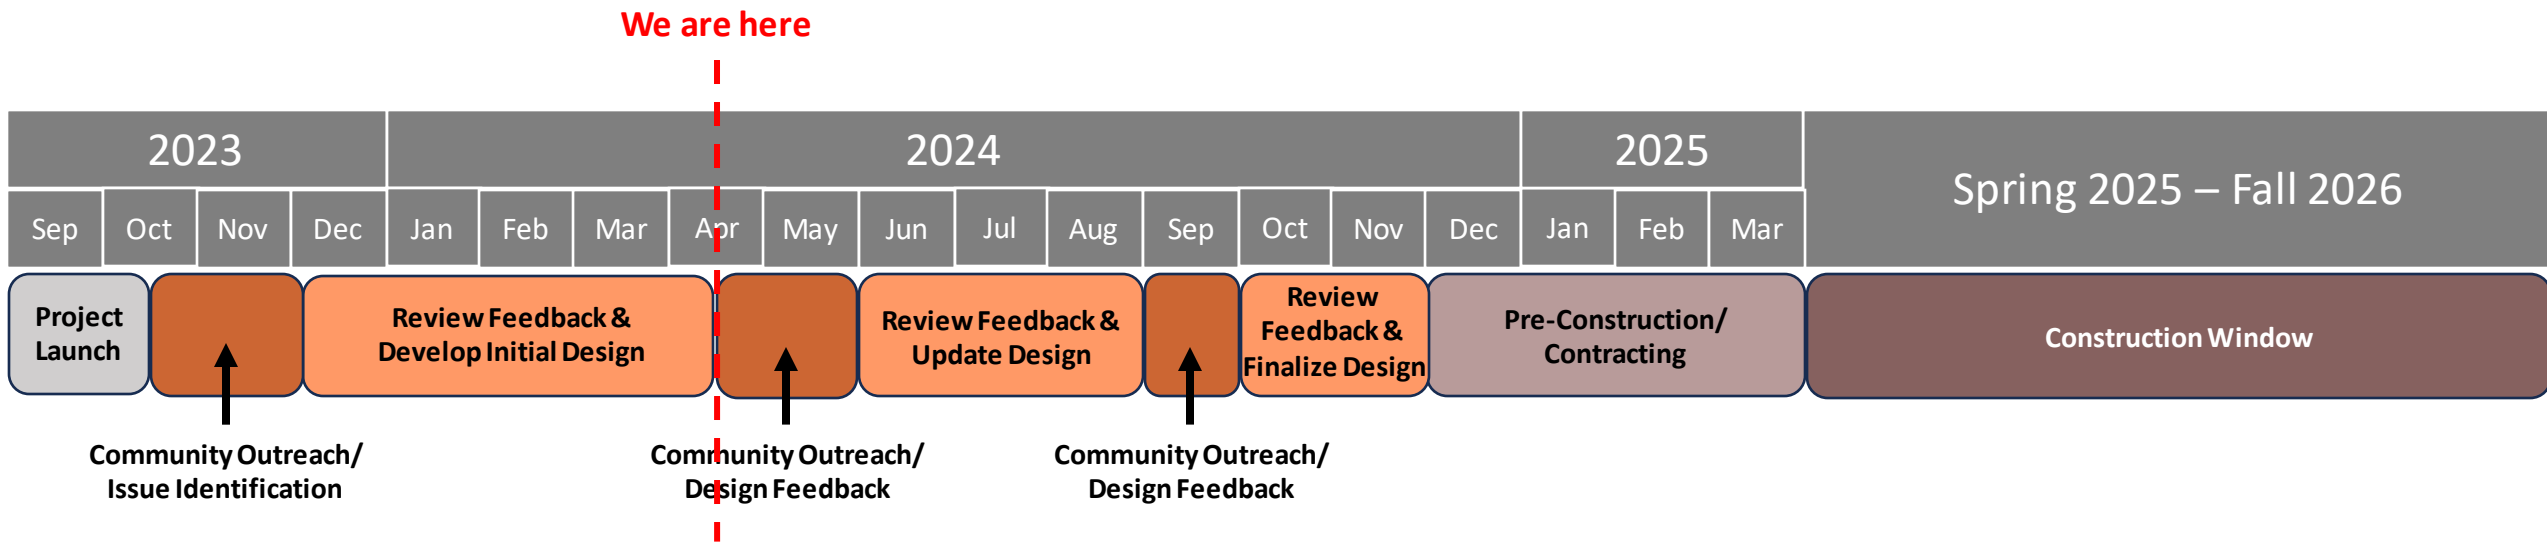 We are here
2023
2024
2025
Spring 2025 – Fall 2026
Sep
Oct
Nov
Dec
Jan
Feb
Mar
Apr
May
Jun
Jul
Aug
Sep
Oct
Nov
Dec
Jan
Feb
Mar
Project
Launch
Review Feedback &
Develop Initial Design
Review Feedback &
Update Design
Review
Feedback &
Finalize Design
Pre-Construction/
Contracting
Construction Window
Community Outreach/
Issue Identification
Community Outreach/
Design Feedback
Community Outreach/
Design Feedback